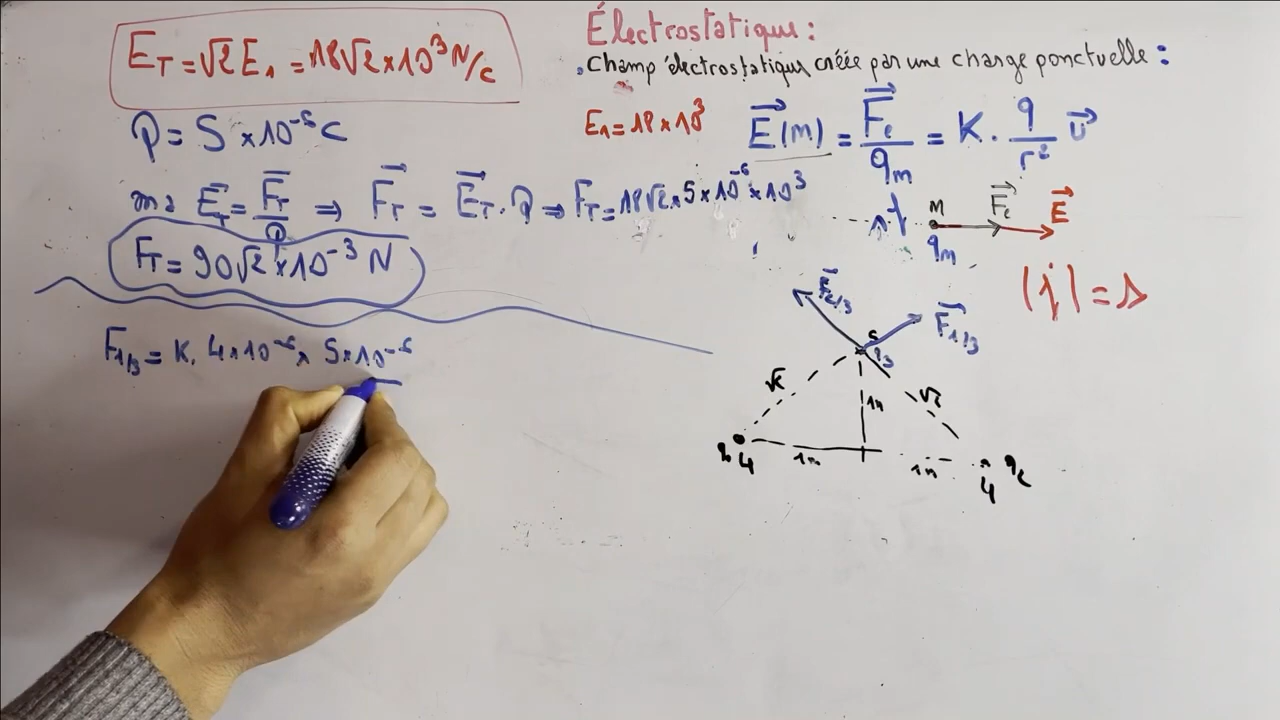 E_T = √2 E_1 = 18√2 × 10^3 N/c
Q = 5 × 10^-6 C
E_T = F_T / Q ⇒ F_T = E_T . Q ⇒ F_T = 18√2 × 5 × 10^-6 × 10^3
F_T = 90√2 × 10^-3 N
F_1/3 = K . 4×10^-6 × 5×10^-6
Électrostatique :
. Champ électrostatique créée par une charge ponctuelle :
E_1 = 18 × 10^3
E(M) = F_e / q_m = K . q / r² u
M F_e E
q_m
|j| = 1
F_2/3
F_1/3
q_3
√2 √2
1m
4 1m 1m q_2
4